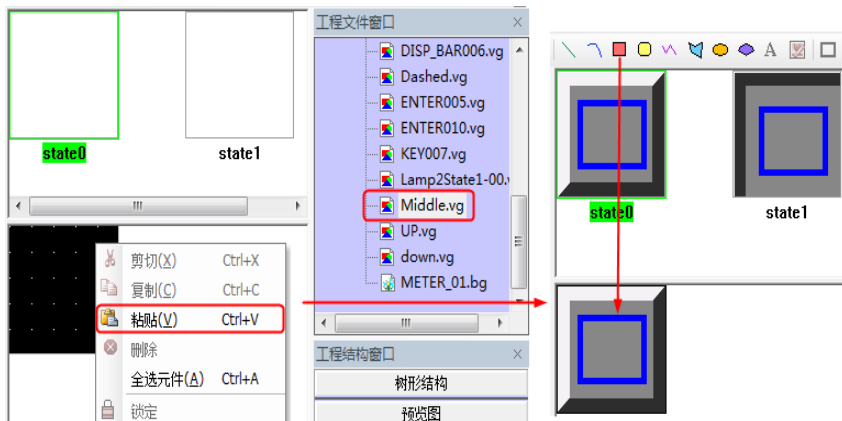 state0
state1
剪切(X) Ctrl+X
复制(C) Ctrl+C
粘贴(V) Ctrl+V
删除
全选元件(A) Ctrl+A
锁定
工程文件窗口
DISP_BAR006.vg
Dashed.vg
ENTER005.vg
ENTER010.vg
KEY007.vg
Lamp2State1-00.v
Middle.vg
UP.vg
down.vg
METER_01.bg
工程结构窗口
树形结构
预览图
A
state0
state1